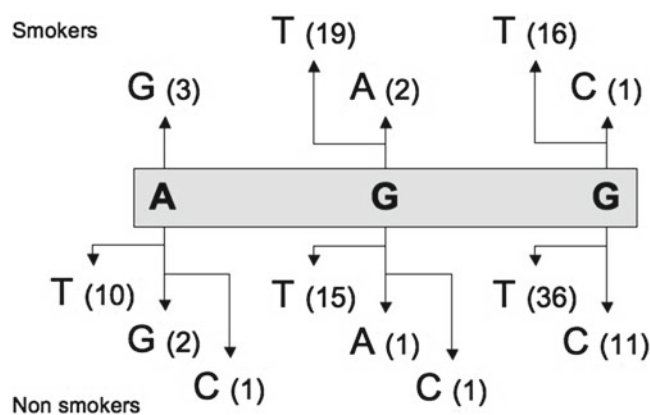 Smokers
T (19)
T (16)
G (3)
A (2)
C (1)
A
G
G
T (10)
T (15)
T (36)
G (2)
A (1)
C (11)
C (1)
C (1)
Non smokers